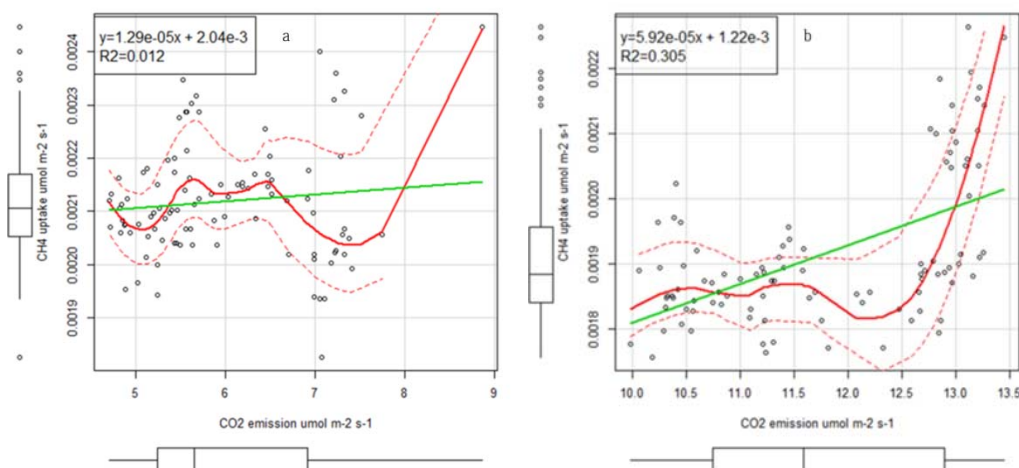 y=1.29e-05x + 2.04e-3
R2=0.012
a
CH4 uptake umol m-2 s-1
0.0024
0.0023
0.0022
0.0021
0.0020
0.0019
5 6 7 8 9
CO2 emission umol m-2 s-1
y=5.92e-05x + 1.22e-3
R2=0.305
b
CH4 uptake umol m-2 s-1
0.0022
0.0021
0.0020
0.0019
0.0018
10.0 10.5 11.0 11.5 12.0 12.5 13.0 13.5
CO2 emission umol m-2 s-1